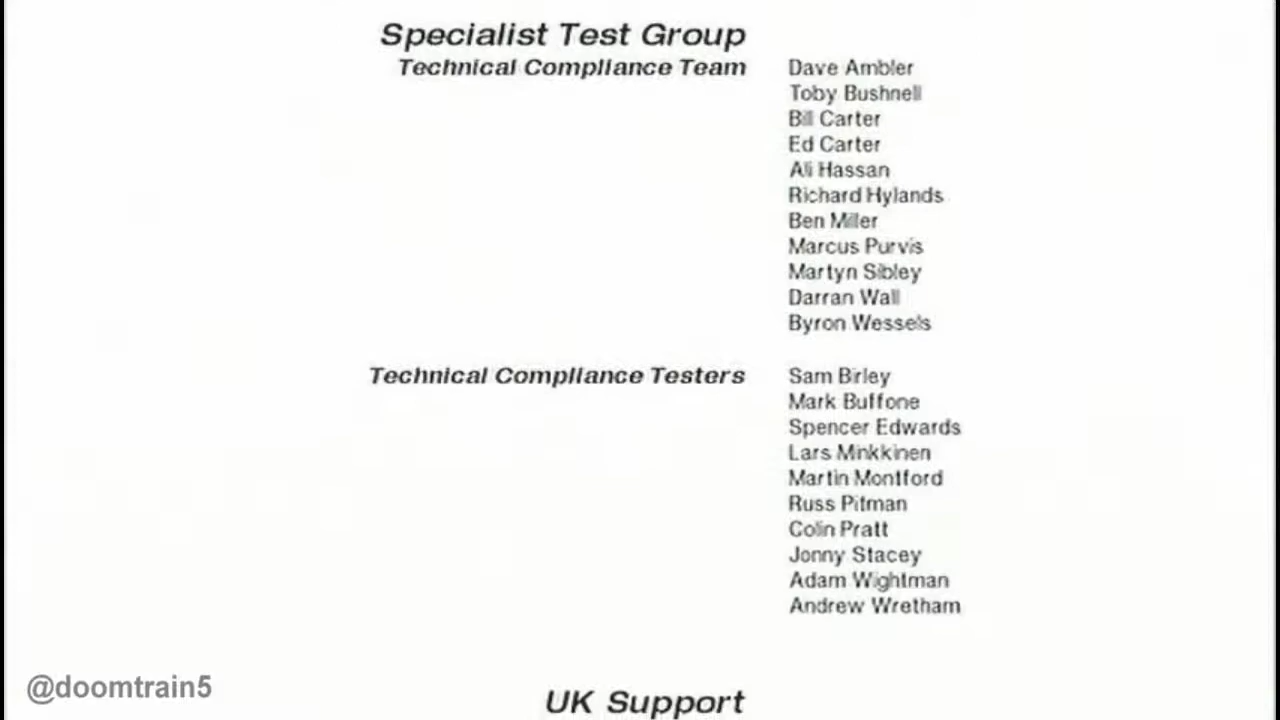 Specialist Test Group
Technical Compliance Team Dave Ambler
Toby Bushnell
Bill Carter
Ed Carter
Ali Hassan
Richard Hylands
Ben Miller
Marcus Purvis
Martyn Sibley
Darran Wall
Byron Wessels
Technical Compliance Testers Sam Birley
Mark Buffone
Spencer Edwards
Lars Minkkinen
Martin Montford
Russ Pitman
Colin Pratt
Jonny Stacey
Adam Wightman
Andrew Wretham
UK Support
@doomtrain5